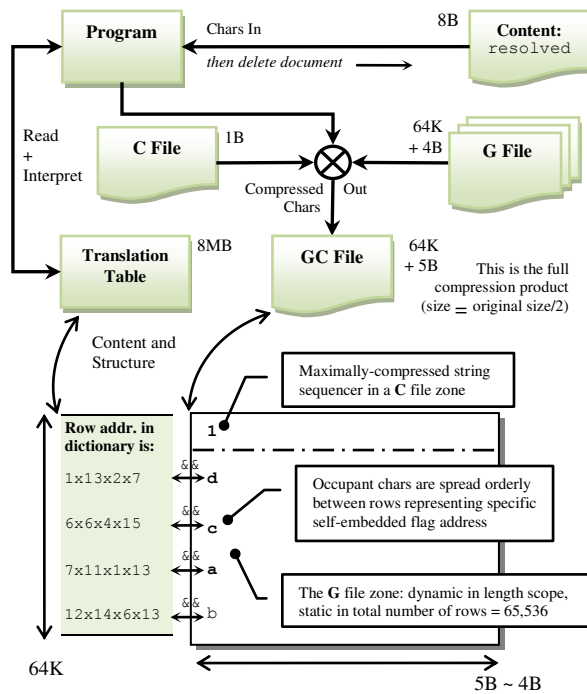 Program
Chars In
then delete document
8B
Content:
resolved
Read
+
Interpret
C File
1B
64K
+ 4B
G File
Compressed
Chars
Out
Translation
Table
8MB
GC File
64K
+ 5B
This is the full
compression product
(size = original size/2)
Content and
Structure
Maximally-compressed string
sequencer in a C file zone
Row addr. in
dictionary is:
1
1x13x2x7
&&
d
Occupant chars are spread orderly
between rows representing specific
self-embedded flag address
6x6x4x15
&&
c
7x11x1x13
&&
a
The G file zone: dynamic in length scope,
static in total number of rows = 65,536
12x14x6x13
&&
b
64K
5B ~ 4B